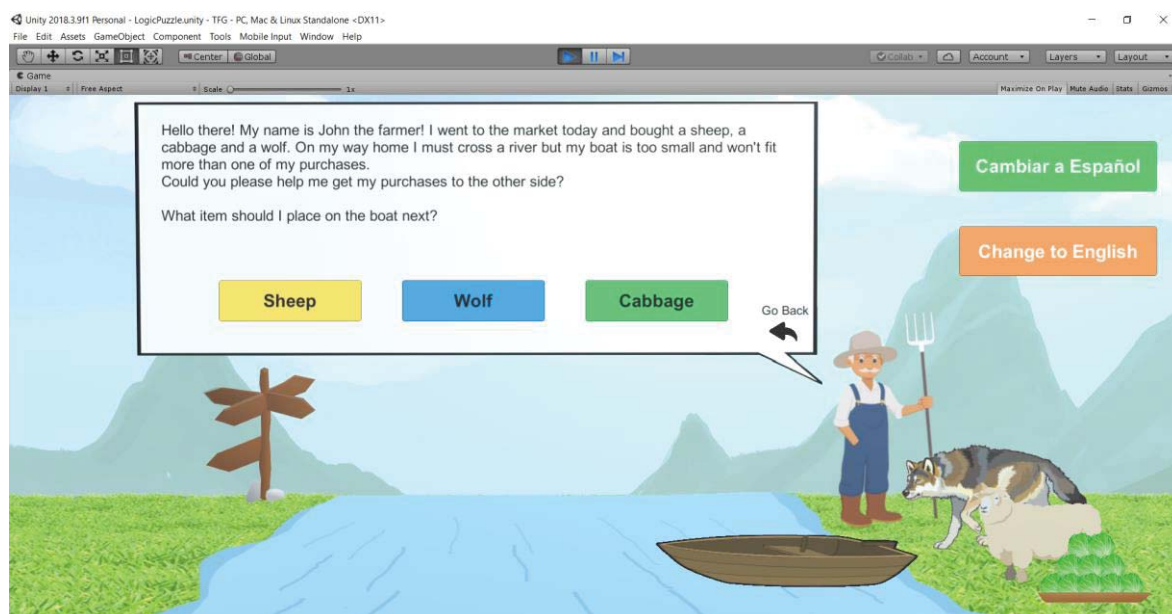 Unity 2018.3.9f1 Personal - LogicPuzzle.unity - TFG - PC, Mac & Linux Standalone <DX11>
File Edit Assets GameObject Component Tools Mobile Input Window Help
Center Global Collab Account Layers Layout
Game
Display 1 Free Aspect Scale 1x Maximize On Play Mute Audio Stats Gizmos
Hello there! My name is John the farmer! I went to the market today and bought a sheep, a
cabbage and a wolf. On my way home I must cross a river but my boat is too small and won't fit
more than one of my purchases.
Could you please help me get my purchases to the other side?
What item should I place on the boat next?
Sheep Wolf Cabbage
Go Back
Cambiar a Español
Change to English